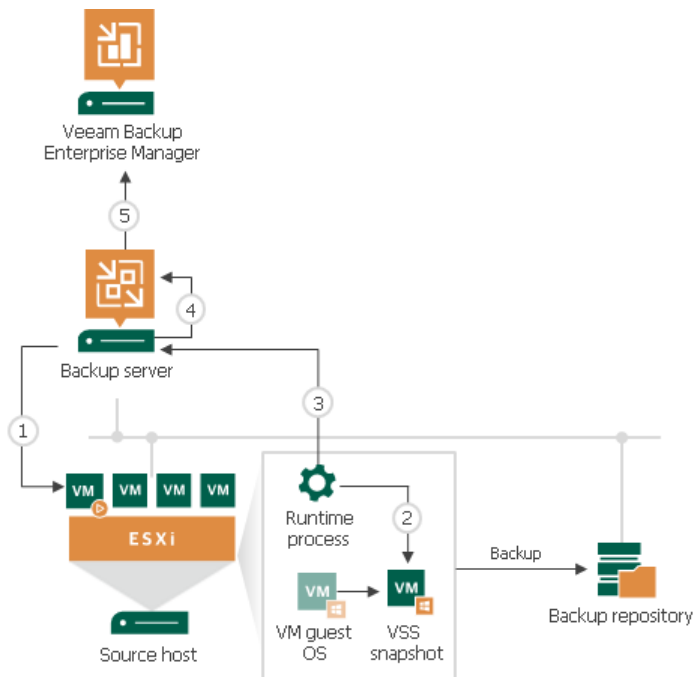 Veeam Backup
Enterprise Manager
5
4
Backup server
3
1
VM VM VM VM
ESXi
Runtime
process
2
Backup
VM VM
VM guest
OS
VSS
snapshot
Backup repository
Source host